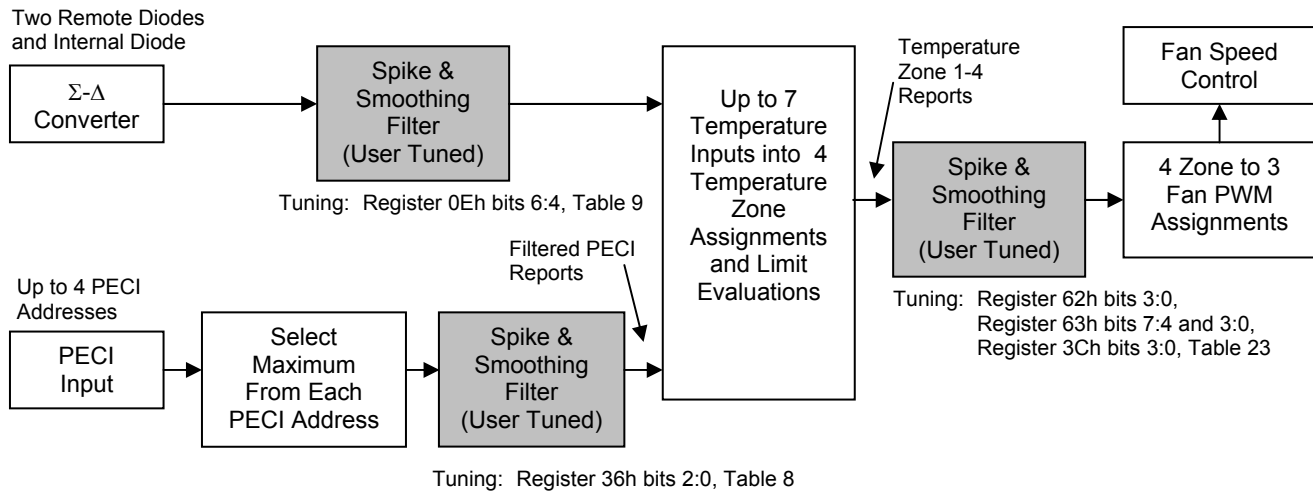 Two Remote Diodes
and Internal Diode
Σ-Δ
Converter
Spike &
Smoothing
Filter
(User Tuned)
Tuning: Register 0Eh bits 6:4, Table 9
Up to 4 PECI
Addresses
PECI
Input
Select
Maximum
From Each
PECI Address
Spike &
Smoothing
Filter
(User Tuned)
Tuning: Register 36h bits 2:0, Table 8
Filtered PECI
Reports
Up to 7
Temperature
Inputs into 4
Temperature
Zone
Assignments
and Limit
Evaluations
Temperature
Zone 1-4
Reports
Spike &
Smoothing
Filter
(User Tuned)
Tuning: Register 62h bits 3:0,
Register 63h bits 7:4 and 3:0,
Register 3Ch bits 3:0, Table 23
4 Zone to 3
Fan PWM
Assignments
Fan Speed
Control